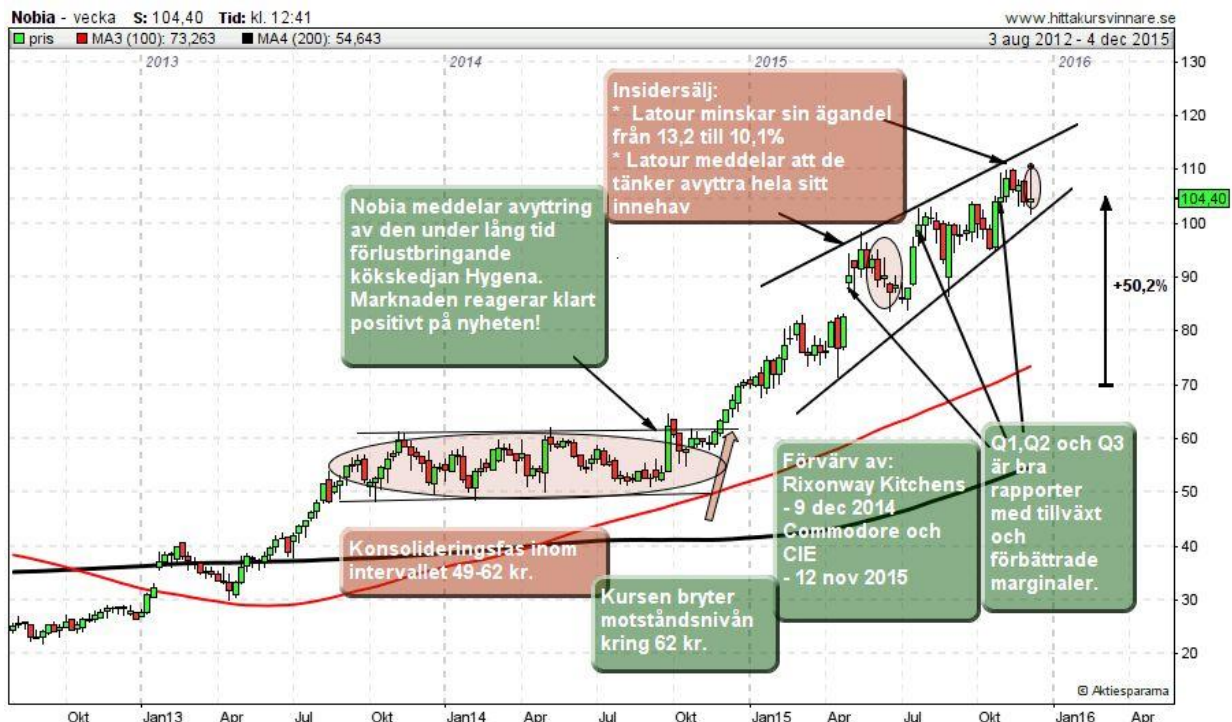 Nobia - vecka S: 104,40 Tid: kl. 12:41
www.hittakursvinnare.se
pris MA3 (100): 73,263 MA4 (200): 54,643
3 aug 2012 - 4 dec 2015
2013 2014 2015 2016
130
120
110
104,40
100
90
80
70
60
50
40
30
20
Insidersälj:
* Latour minskar sin ägandel
från 13,2 till 10,1%
* Latour meddelar att de
tänker avyttra hela sitt
innehav
Nobia meddelar avyttring
av den under lång tid
förlustbringande
kökskedjan Hygena.
Marknaden reagerar klart
positivt på nyheten!
+50,2%
Konsolideringsfas inom
intervallet 49-62 kr.
Kursen bryter
motståndsnivån
kring 62 kr.
Förvärv av:
Rixonway Kitchens
- 9 dec 2014
Commodore och
CIE
- 12 nov 2015
Q1,Q2 och Q3
är bra
rapporter
med tillväxt
och
förbättrade
marginaler.
© Aktiesparama
Okt Jan13 Apr Jul Okt Jan14 Apr Jul Okt Jan15 Apr Jul Okt Jan16 Apr